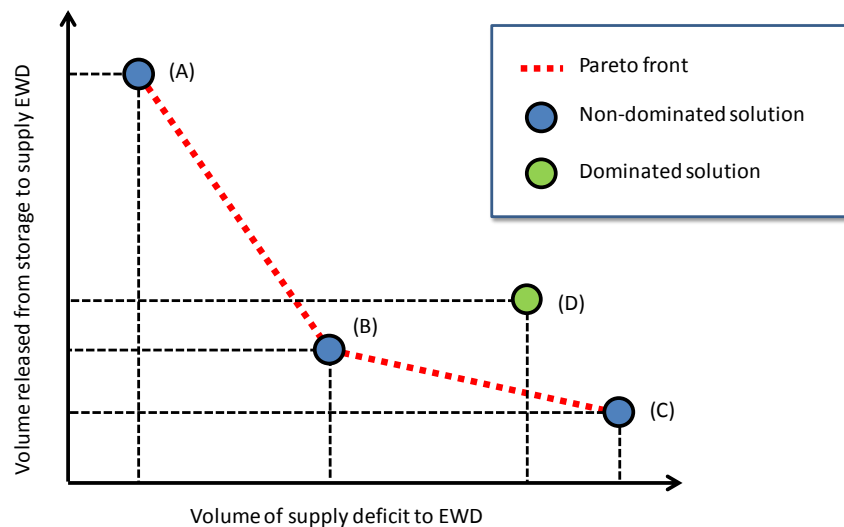 (A)
Pareto front
Non-dominated solution
Dominated solution
Volume released from storage to supply EWD
(B)
(D)
(C)
Volume of supply deficit to EWD